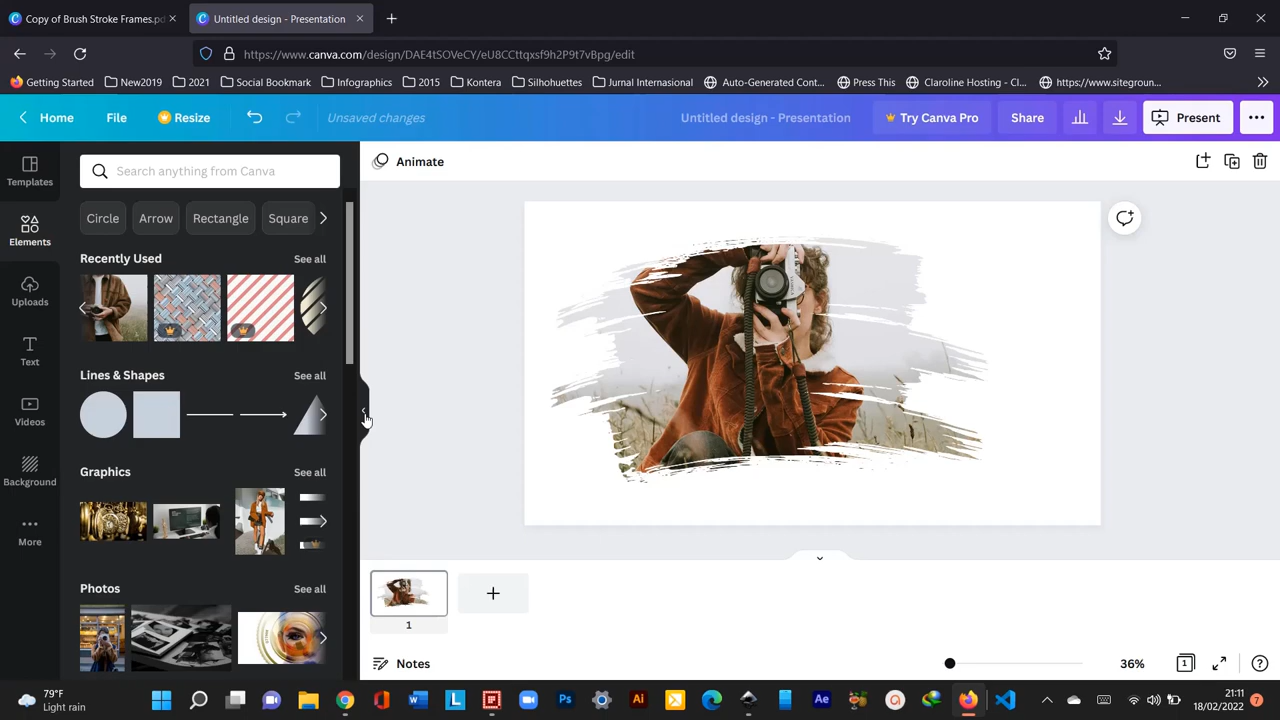 Copy of Brush Stroke Frames.pd
Untitled design - Presentation
https://www.canva.com/design/DAE4tSOVeCY/eU8CCttqxsf9h2P9t7vBpg/edit
Getting Started
New2019
2021
Social Bookmark
Infographics
2015
Kontera
Silhouettes
Jurnal Internasional
Auto-Generated Cont...
Press This
Claroline Hosting - Cl...
https://www.sitegroun...
Home
File
Resize
Unsaved changes
Untitled design - Presentation
Try Canva Pro
Share
Present
Templates
Elements
Uploads
Text
Videos
Background
More
Search anything from Canva
Circle
Arrow
Rectangle
Square
Recently Used
See all
Lines & Shapes
See all
Graphics
See all
Photos
See all
Animate
1
Notes
36%
1
79°F
Light rain
21:11
18/02/2022